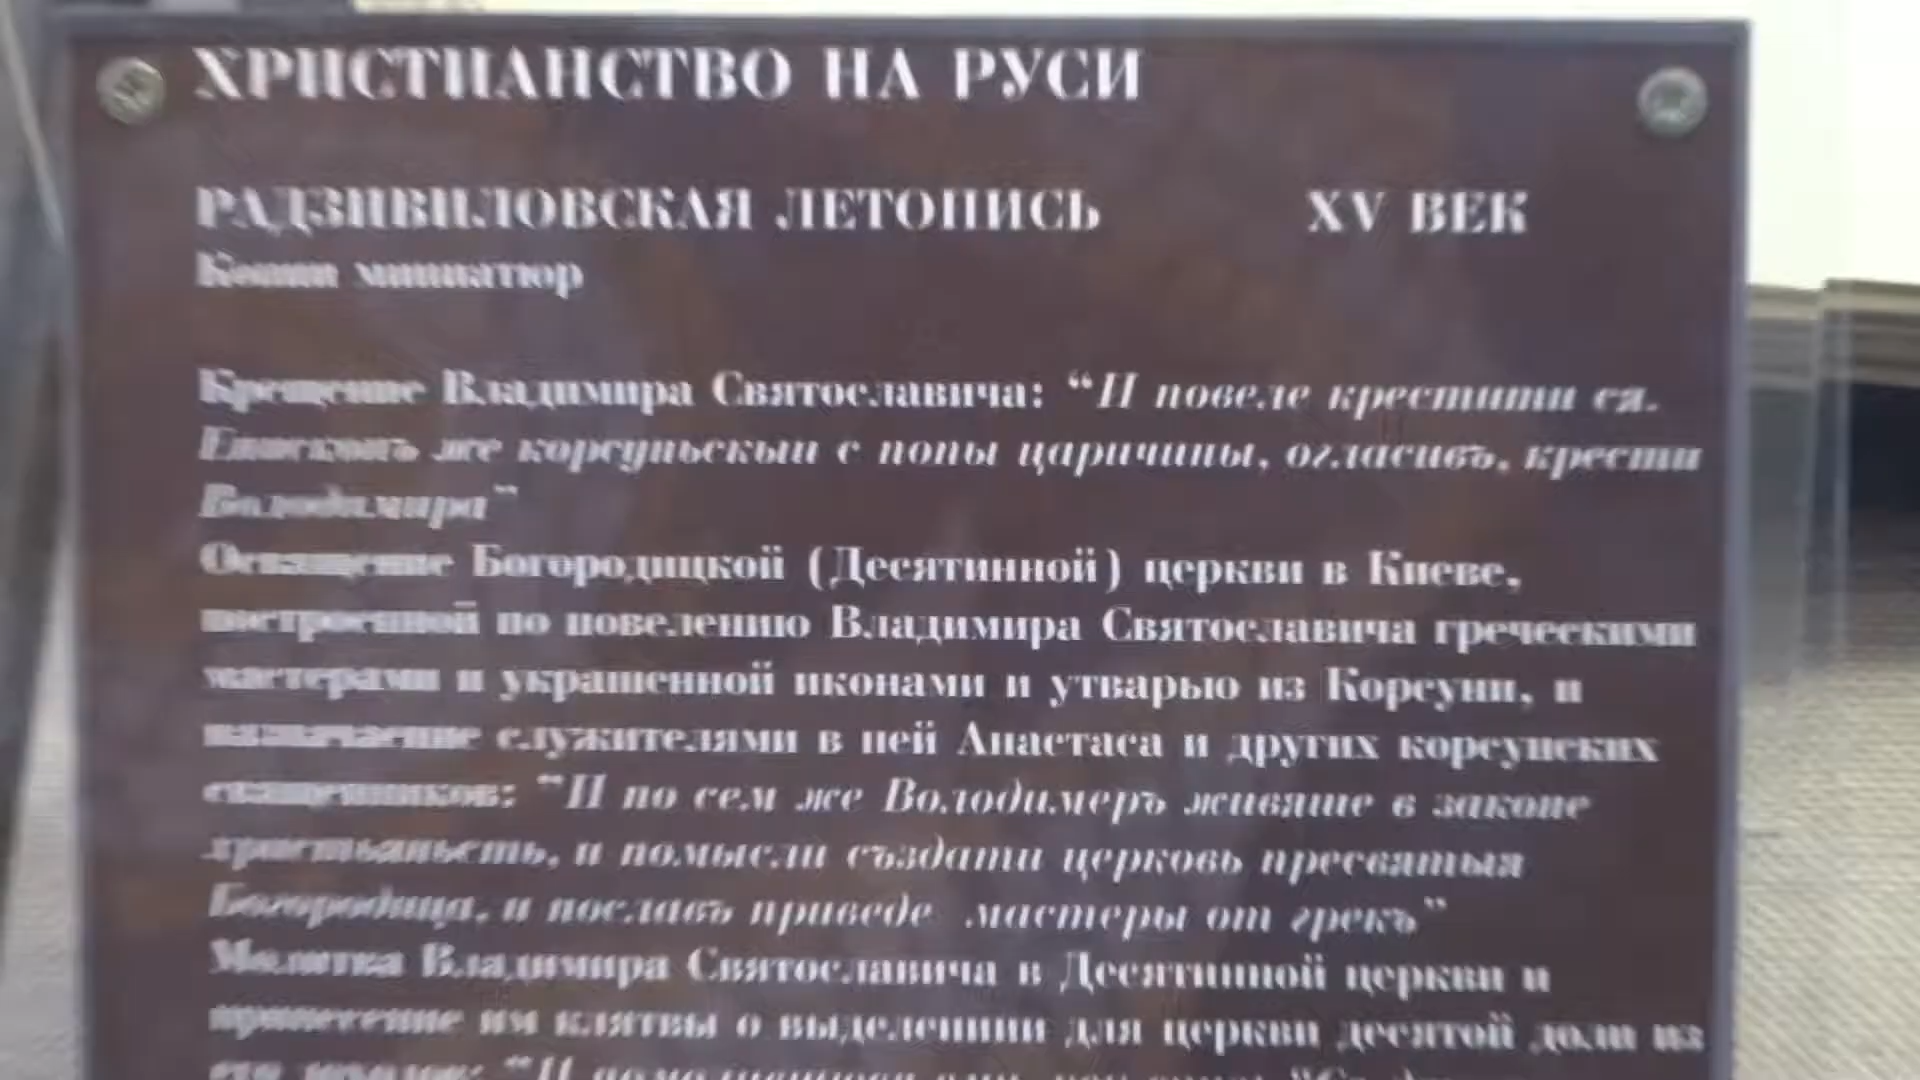 ХРИСТИАНСТВО НА РУСИ
РАДЗИВИЛОВСКАЯ ЛЕТОПИСЬ XV ВЕК
Копии миниатюр
Крещение Владимира Святославича: “И повеле крестити ся.
Епископъ же корсуньскыи с попы царичины, огласивъ, крести
Володимира”
Освящение Богородицкой (Десятинной) церкви в Киеве,
построенной по повелению Владимира Святославича греческими
мастерами и украшенной иконами и утварью из Корсуни, и
назначение служителями в ней Анастаса и других корсунских
священников: “И по сем же Володимеръ живяше в законе
христьяньсть, и помысли създати церковь пресвятыя
Богородица, и пославъ приведе мастеры от грекъ”
Молитва Владимира Святославича в Десятинной церкви и
принесение им клятвы о выделении для церкви десятой доли из
его